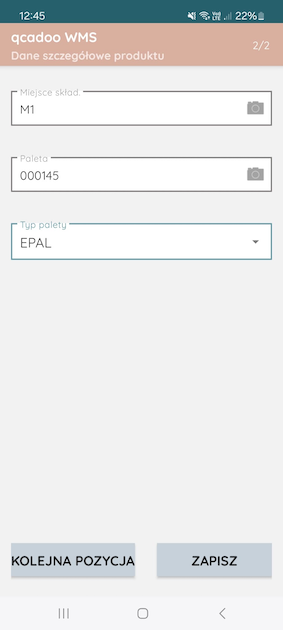 12:45
22%
qcadoo WMS
Dane szczegółowe produktu
2/2
Miejsce skład.
M1
Paleta
000145
Typ palety
EPAL
KOLEJNA POZYCJA
ZAPISZ